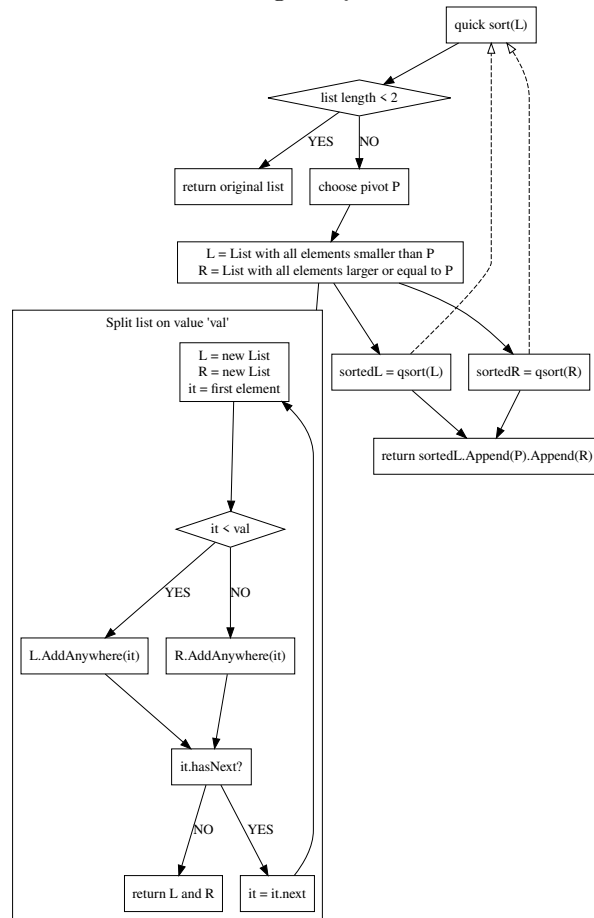 quick sort(L)
list length < 2
YES
NO
return original list
choose pivot P
L = List with all elements smaller than P
R = List with all elements larger or equal to P
Split list on value 'val'
L = new List
R = new List
it = first element
sortedL = qsort(L)
sortedR = qsort(R)
return sortedL.Append(P).Append(R)
it < val
YES
NO
L.AddAnywhere(it)
R.AddAnywhere(it)
it.hasNext?
NO
YES
return L and R
it = it.next